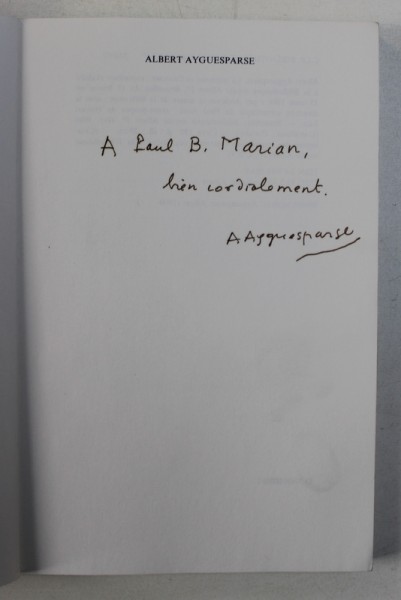 ALBERT AYGUESPARSE
A Paul B. Marian,
bien cordialement.
A Ayguesparse